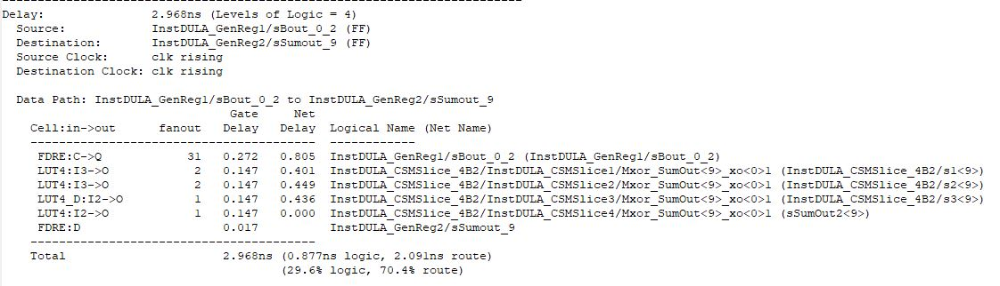 Delay: 2.968ns (Levels of Logic = 4)
Source: InstDULA_GenReg1/sBout_0_2 (FF)
Destination: InstDULA_GenReg2/sSumout_9 (FF)
Source Clock: clk rising
Destination Clock: clk rising
Data Path: InstDULA_GenReg1/sBout_0_2 to InstDULA_GenReg2/sSumout_9
Gate Net
Cell:in->out fanout Delay Delay Logical Name (Net Name)
---------------------------------------- ------------
FDRE:C->Q 31 0.272 0.805 InstDULA_GenReg1/sBout_0_2 (InstDULA_GenReg1/sBout_0_2)
LUT4:I3->O 2 0.147 0.401 InstDULA_CSMSlice_4B2/InstDULA_CSMSlice1/Mxor_SumOut<9>_xo<0>1 (InstDULA_CSMSlice_4B2/s1<9>)
LUT4:I3->O 2 0.147 0.449 InstDULA_CSMSlice_4B2/InstDULA_CSMSlice2/Mxor_SumOut<9>_xo<0>1 (InstDULA_CSMSlice_4B2/s2<9>)
LUT4_D:I2->O 1 0.147 0.436 InstDULA_CSMSlice_4B2/InstDULA_CSMSlice3/Mxor_SumOut<9>_xo<0>1 (InstDULA_CSMSlice_4B2/s3<9>)
LUT4:I2->O 1 0.147 0.000 InstDULA_CSMSlice_4B2/InstDULA_CSMSlice4/Mxor_SumOut<9>_xo<0>1 (sSumOut2<9>)
FDRE:D 0.017 InstDULA_GenReg2/sSumout_9
----------------------------------------
Total 2.968ns (0.877ns logic, 2.091ns route)
(29.6% logic, 70.4% route)